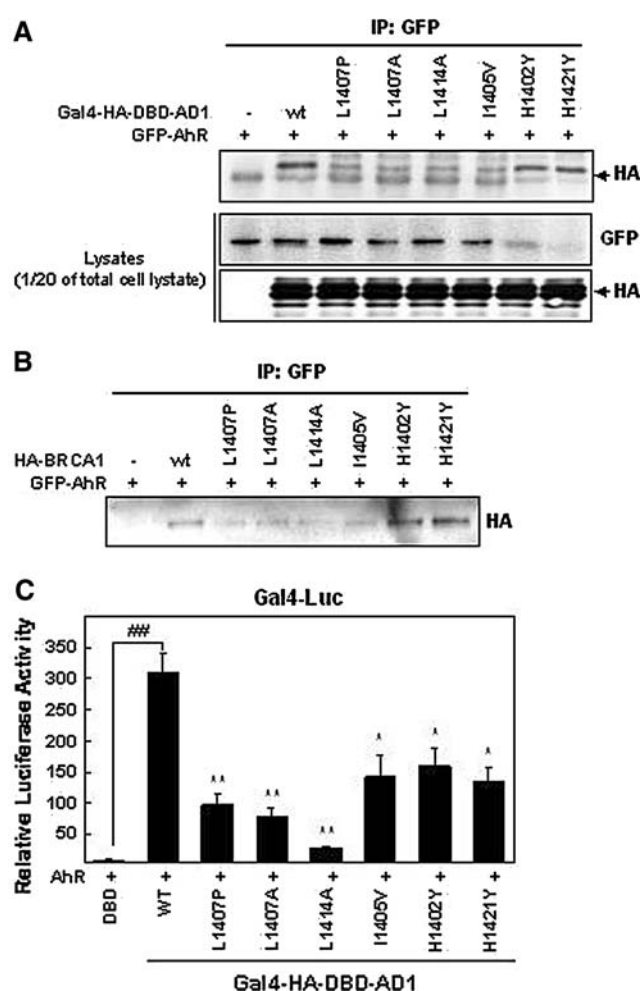 A
IP: GFP
Gal4-HA-DBD-AD1 - wt L1407P L1407A L1414A I1405V H1402Y H1421Y
GFP-AhR + + + + + + + +
HA
GFP
Lysates
(1/20 of total cell lystate)
HA
B
IP: GFP
HA-BRCA1 - wt L1407P L1407A L1414A I1405V H1402Y H1421Y
GFP-AhR + + + + + + + +
HA
C
Gal4-Luc
Relative Luciferase Activity
350
300
250
200
150
100
50
##
AhR + + + + + + + +
DBD WT L1407P L1407A L1414A I1405V H1402Y H1421Y
Gal4-HA-DBD-AD1